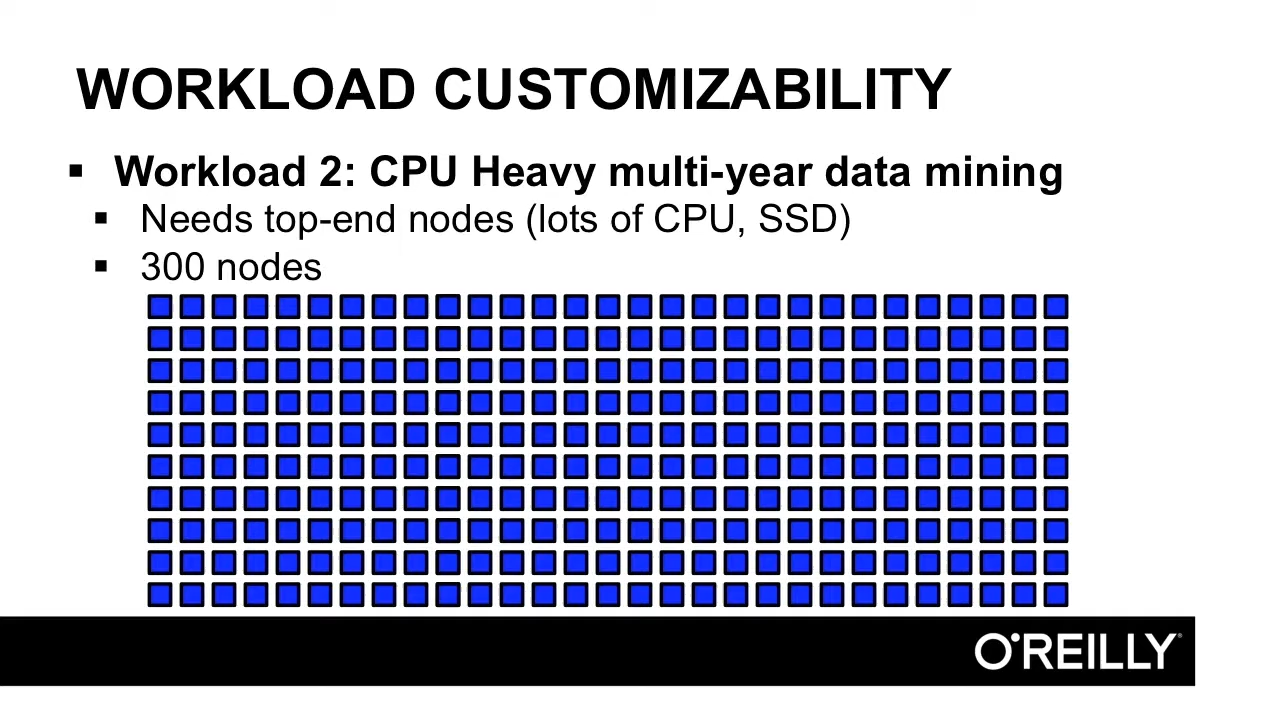 WORKLOAD CUSTOMIZABILITY
▪ Workload 2: CPU Heavy multi-year data mining
▪ Needs top-end nodes (lots of CPU, SSD)
▪ 300 nodes
O'REILLY®